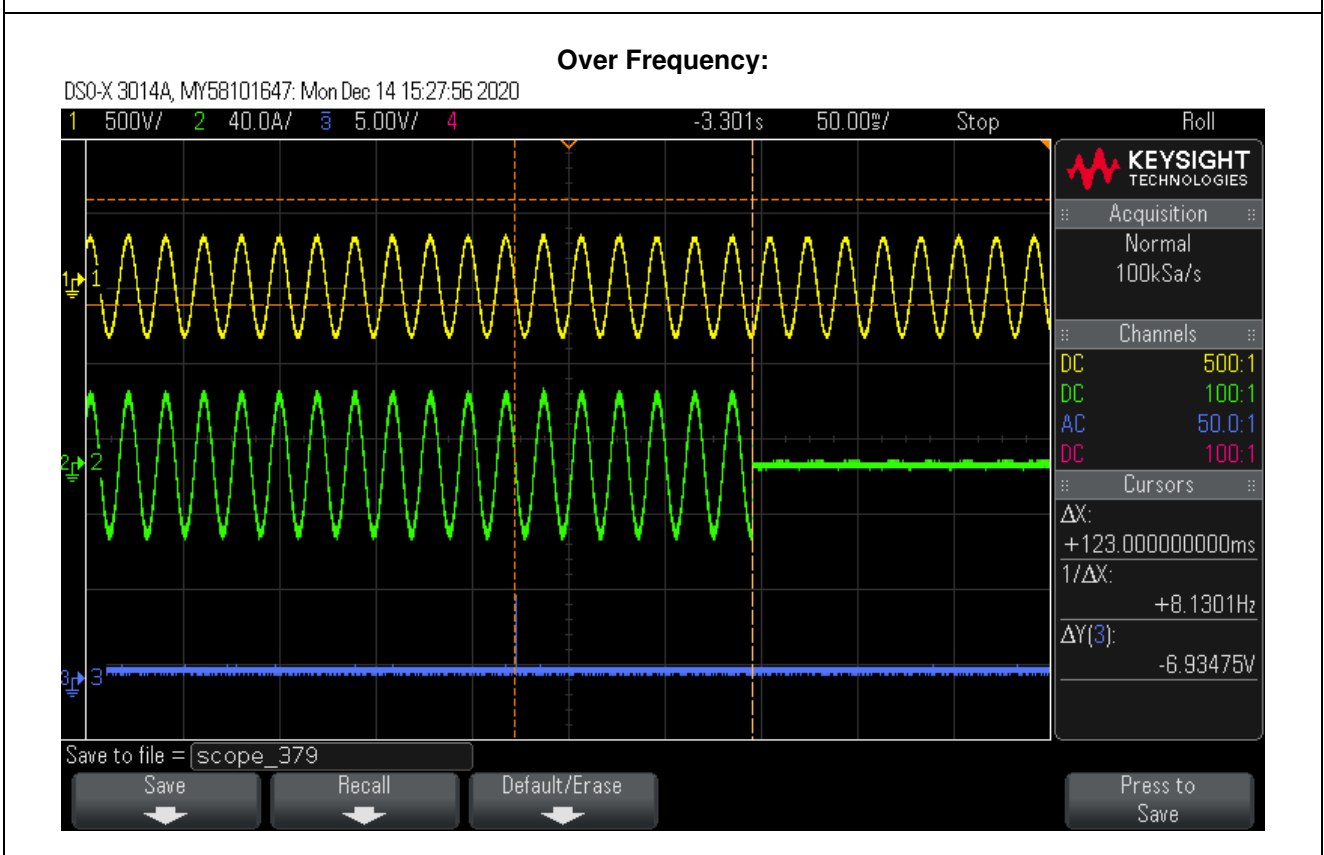 Over Frequency:
DSO-X 3014A, MY58101647: Mon Dec 14 15:27:56 2020
1 500V/ 2 40.0A/ 3 5.00V/ 4 -3.301s 50.00ms/ Stop Roll
KEYSIGHT
TECHNOLOGIES
Acquisition
Normal
100kSa/s
1 1
Channels
DC 500:1
DC 100:1
AC 50.0:1
DC 100:1
2 2
Cursors
ΔX:
+123.000000000ms
1/ΔX:
+8.1301Hz
ΔY(3):
-6.93475V
3 3
Save to file = scope_379
Save Recall Default/Erase Press to
Save